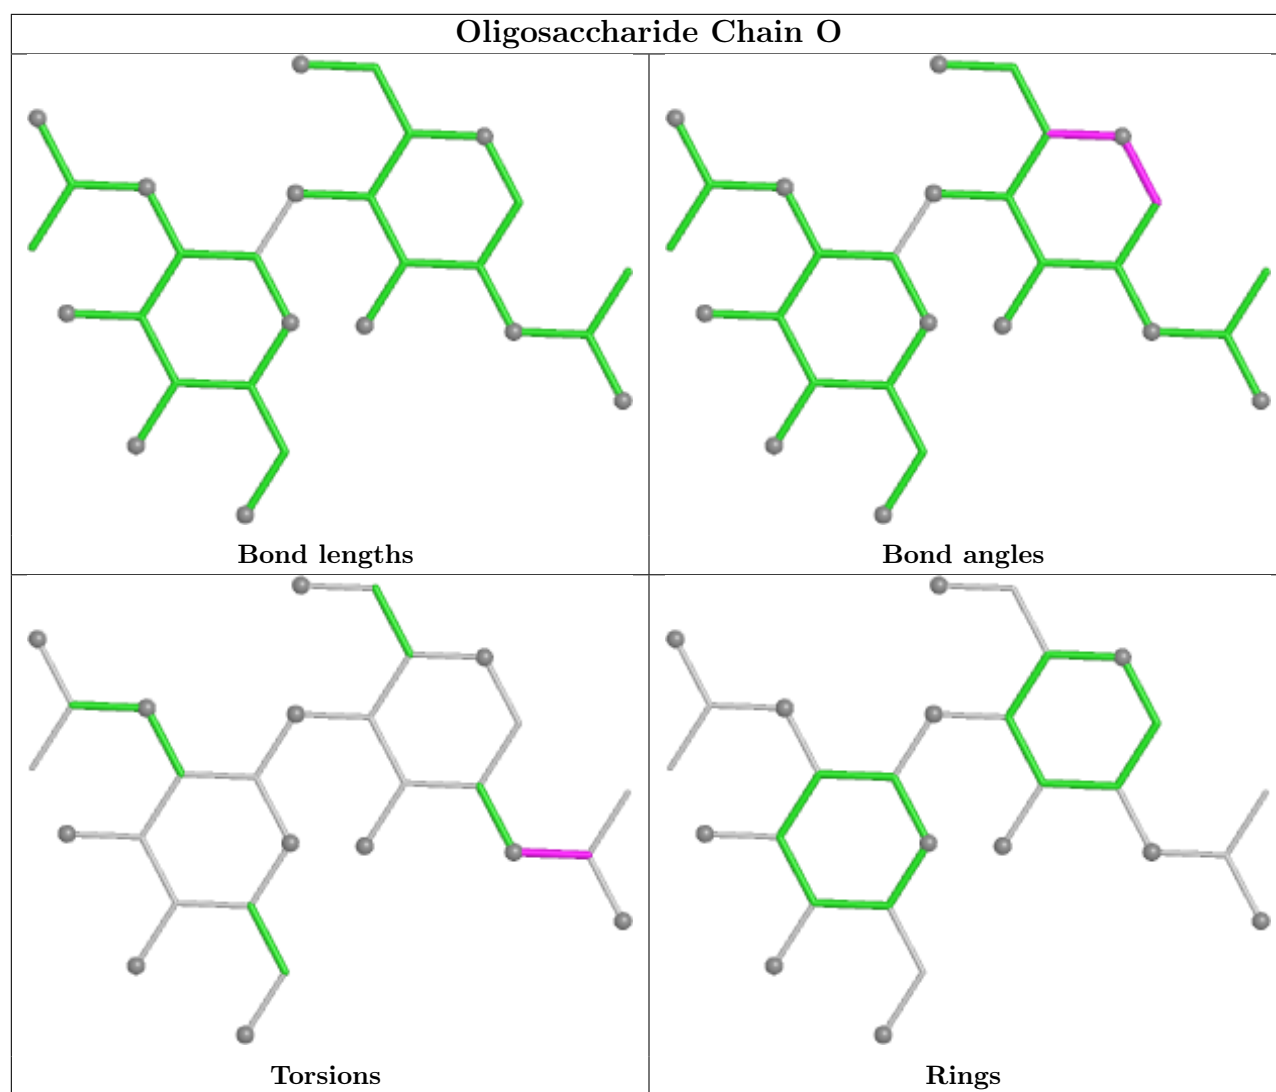 Oligosaccharide Chain O
Bond lengths
Bond angles
Torsions
Rings